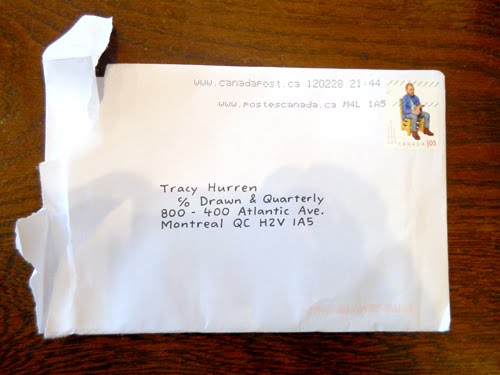 www.canadapost.ca 120228 21:44
www.postescanada.ca M4L 1A5
CANADA 105
Tracy Hurren
c/o Drawn & Quarterly
800 - 400 Atlantic Ave.
Montreal QC H2V 1A5